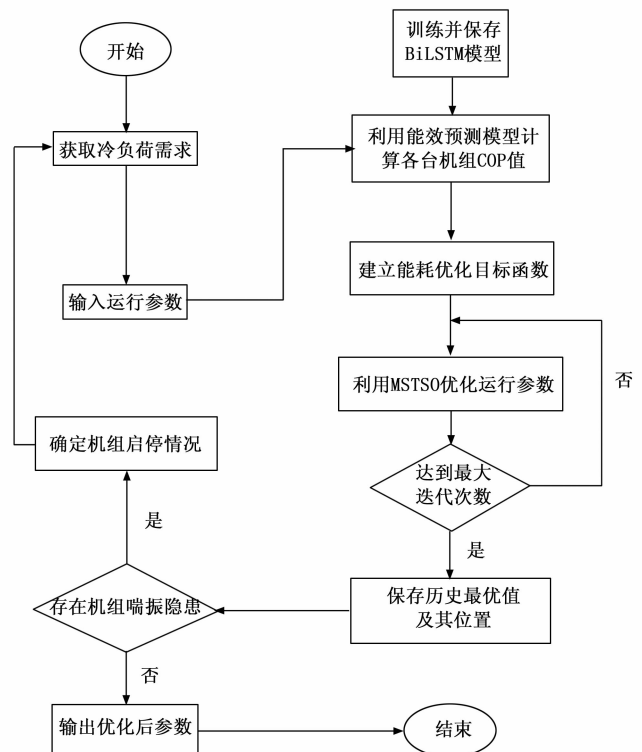 开始
获取冷负荷需求
输入运行参数
训练并保存
BiLSTM模型
利用能效预测模型计
算各台机组COP值
建立能耗优化目标函数
利用MSTSO优化运行参数
否
达到最大
迭代次数
是
保存历史最优值
及其位置
确定机组启停情况
是
存在机组喘振隐患
否
输出优化后参数
结束